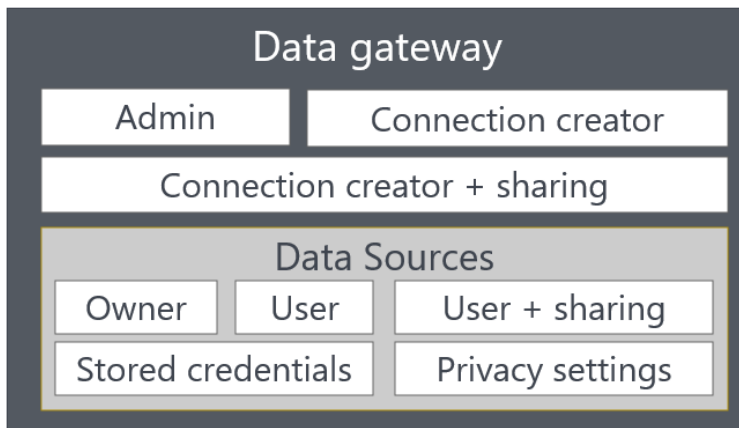 Data gateway
Admin
Connection creator
Connection creator + sharing
Data Sources
Owner
User
User + sharing
Stored credentials
Privacy settings